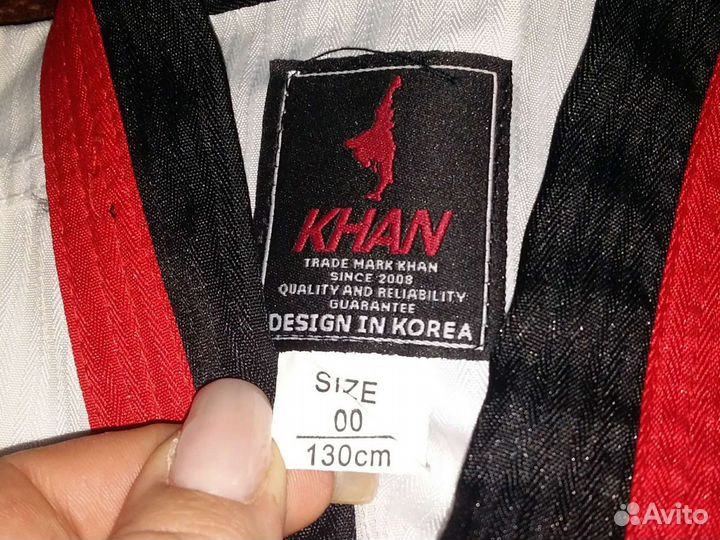 KHAN
TRADE MARK KHAN
SINCE 2008
QUALITY AND RELIABILITY
GUARANTEE
DESIGN IN KOREA
SIZE
00
130cm
Avito